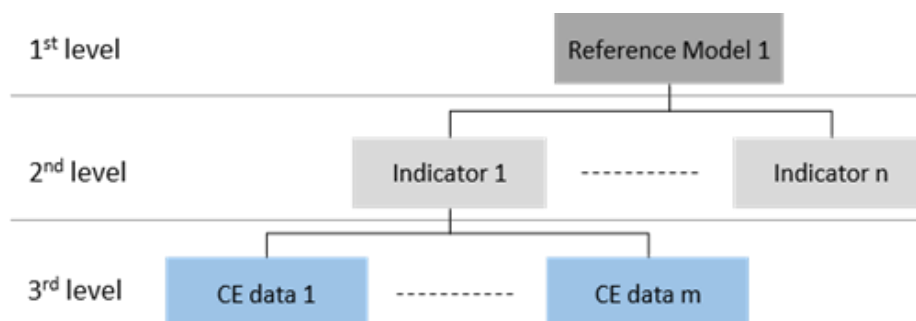 1st level
Reference Model 1
2nd level
Indicator 1
Indicator n
3rd level
CE data 1
CE data m